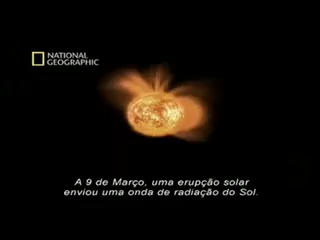 NATIONAL
GEOGRAPHIC
A 9 de Março, uma erupção solar
enviou uma onda de radiação do Sol.